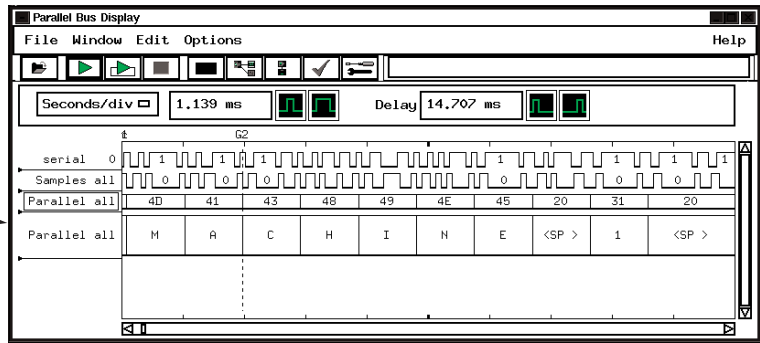 Parallel Bus Display
File Window Edit Options Help
Seconds/div 1.139 ms Delay 14.707 ms
G2
serial 0 1 1 1 1 1 1 1
Samples all 0 0 0 0 0 0
Parallel all 4D 41 43 48 49 4E 45 20 31 20
Parallel all M A C H I N E <SP > 1 <SP >